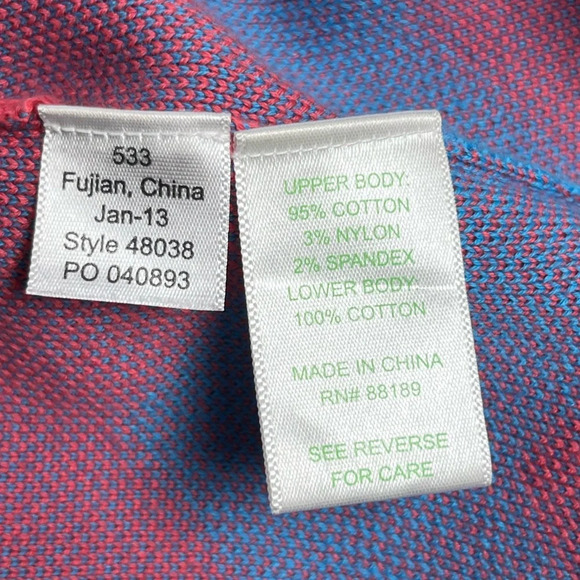 533
Fujian, China
Jan-13
Style 48038
PO 040893
UPPER BODY:
95% COTTON
3% NYLON
2% SPANDEX
LOWER BODY:
100% COTTON
MADE IN CHINA
RN# 88189
SEE REVERSE
FOR CARE